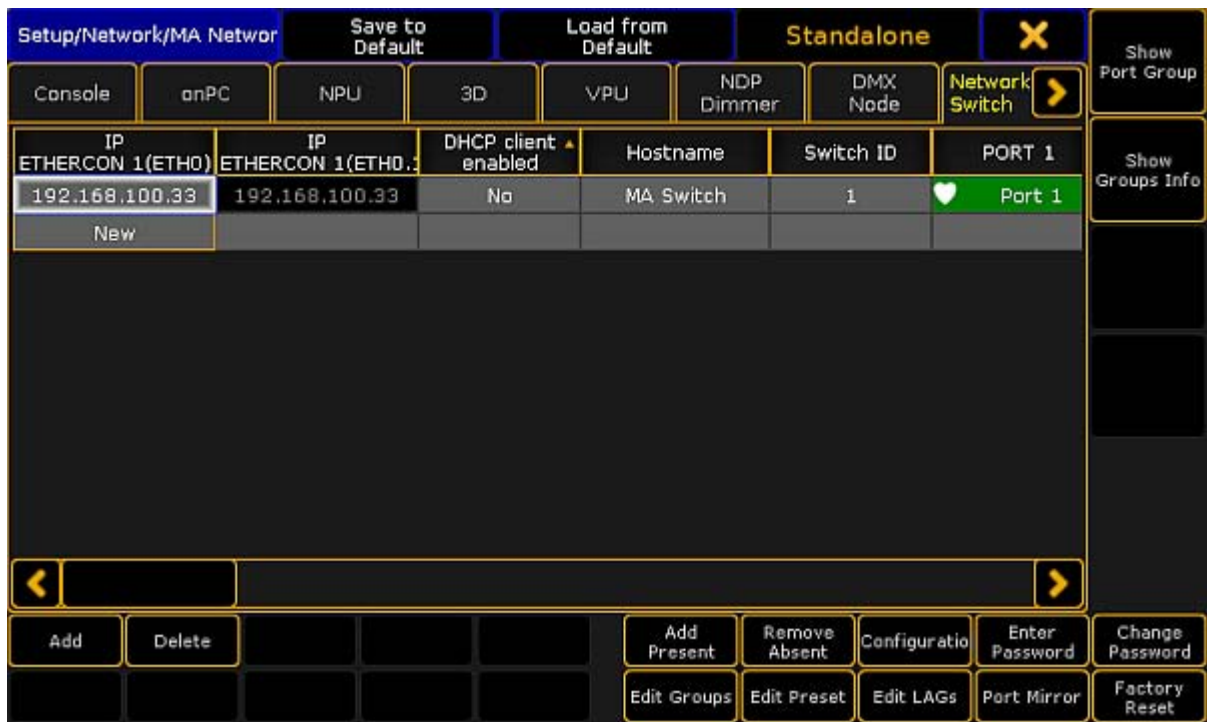 Setup/Network/MA Networ
Save to
Default
Load from
Default
Standalone
Show
Port Group
Console
onPC
NPU
3D
VPU
NDP
Dimmer
DMX
Node
Network
Switch
IP
ETHERCON 1(ETH0)
IP
ETHERCON 1(ETH0.:
DHCP client
enabled
Hostname
Switch ID
PORT 1
Show
Groups Info
192.168.100.33
192.168.100.33
No
MA Switch
1
Port 1
New
Add
Delete
Add
Present
Remove
Absent
Configuratio
Enter
Password
Change
Password
Edit Groups
Edit Preset
Edit LAGs
Port Mirror
Factory
Reset